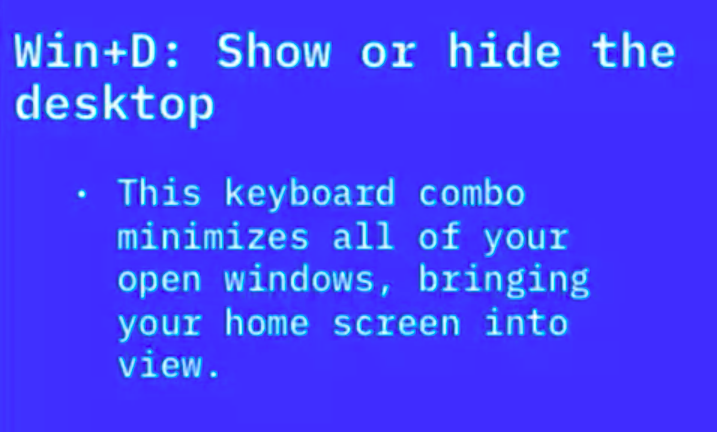 Win+D: Show or hide the
desktop
· This keyboard combo
minimizes all of your
open windows, bringing
your home screen into
view.